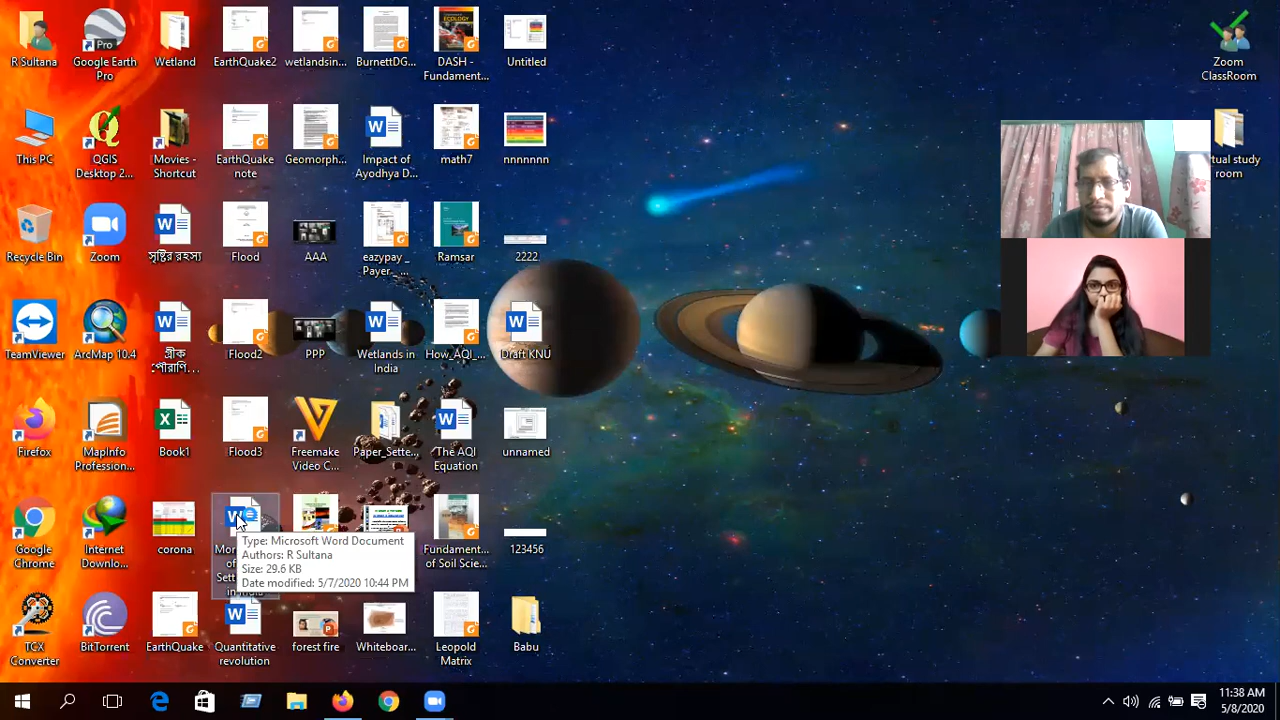 R Sultana
Google Earth
Pro
Wetland
EarthQuake2
wetlandsin...
BurnettDG...
DASH -
Fundament...
Untitled
Zoom
ClassRoom
This PC
QGIS
Desktop 2...
Movies -
Shortcut
EarthQuake
note
Geomorph...
Impact of
Ayodhya D...
math7
nnnnnnn
tual study
room
Recycle Bin
Zoom
সৃষ্টির রহস্য
Flood
AAA
eazypay _
Payer_ ...
Ramsar
2222.
TeamViewer
ArcMap 10.4
গ্রীক
পৌরাণি...
Flood2
PPP
Wetlands in
India
How_AQI_...
Draft KNU
Firefox
MapInfo
Profession...
Book1
Flood3
Freemake
Video C...
Paper_Sette...
The AQI
Equation
unnamed
Google
Chrome
Internet
Downlo...
corona
Type: Microsoft Word Document
Authors: R Sultana
Size: 29.6 KB
Date modified: 5/7/2020 10:44 PM
Fundament...
of Soil Scie...
123456
TCX
Converter
BitTorrent
EarthQuake
Quantitative
revolution
forest fire
Whiteboar...
Leopold
Matrix
Babu
11:38 AM
5/8/2020